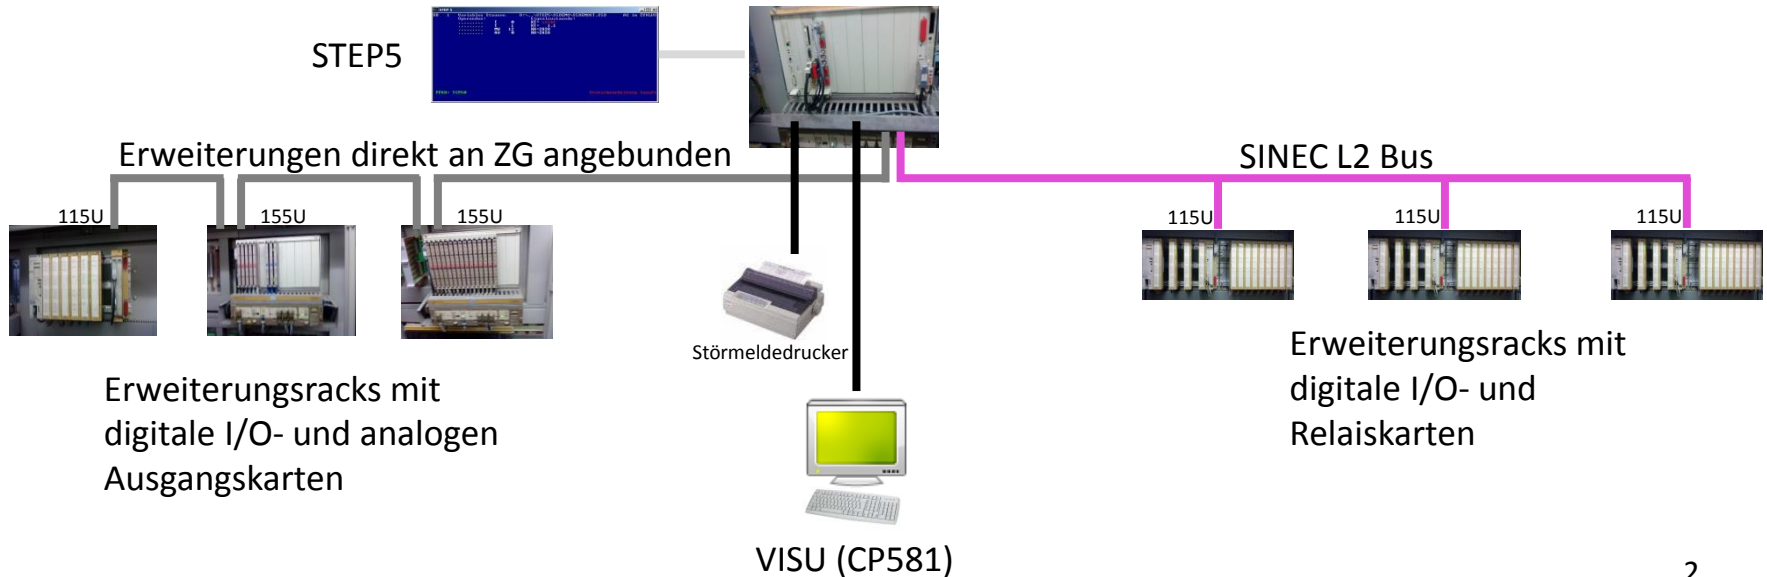 STEP5
Erweiterungen direkt an ZG angebunden
SINEC L2 Bus
115U
155U
155U
115U
115U
115U
Störmeldedrucker
Erweiterungsracks mit
digitale I/O- und analogen
Ausgangskarten
Erweiterungsracks mit
digitale I/O- und
Relaiskarten
VISU (CP581)
2